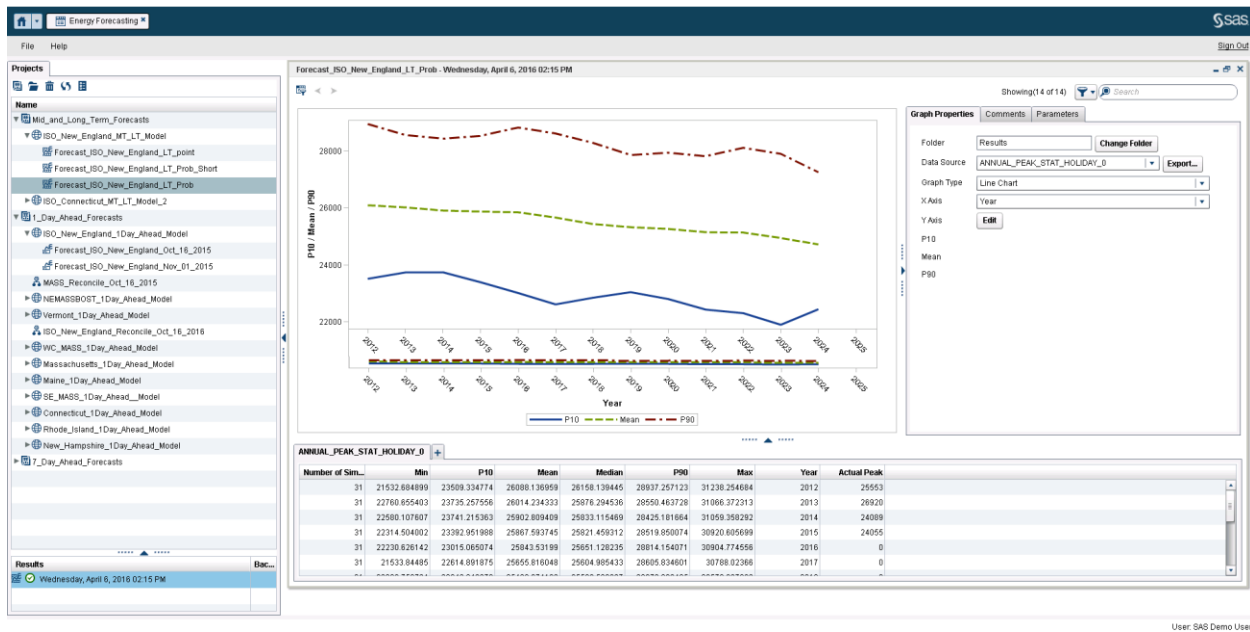 Energy Forecasting
sas
File Help
Sign Out
Projects
Name
Mid_and_Long_Term_Forecasts
ISO_New_England_MT_LT_Model
Forecast_ISO_New_England_LT_point
Forecast_ISO_New_England_LT_Prob_Short
Forecast_ISO_New_England_LT_Prob
ISO_Connecticut_MT_LT_Model_2
1_Day_Ahead_Forecasts
ISO_New_England_1Day_Ahead_Model
Forecast_ISO_New_England_Oct_16_2015
Forecast_ISO_New_England_Nov_01_2015
MASS_Reconcile_Oct_16_2015
NEMASSBOST_1Day_Ahead_Model
Vermont_1Day_Ahead_Model
ISO_New_England_Reconcile_Oct_16_2016
WC_MASS_1Day_Ahead_Model
Massachusetts_1Day_Ahead_Model
Maine_1Day_Ahead_Model
SE_MASS_1Day_Ahead__Model
Connecticut_1Day_Ahead_Model
Rhode_Island_1Day_Ahead_Model
New_Hampshire_1Day_Ahead_Model
7_Day_Ahead_Forecasts
Results Bac...
Wednesday, April 6, 2016 02:15 PM
Forecast_ISO_New_England_LT_Prob - Wednesday, April 6, 2016 02:15 PM
Showing(14 of 14) Search
P10 / Mean / P90
28000
26000
24000
22000
2012 2013 2014 2015 2016 2017 2018 2019 2020 2021 2022 2023 2024 2025
2012 2013 2014 2015 2016 2017 2018 2019 2020 2021 2022 2023 2024 2025
Year
P10 Mean P90
Graph Properties Comments Parameters
Folder Results Change Folder
Data Source ANNUAL_PEAK_STAT_HOLIDAY_0 Export...
Graph Type Line Chart
X Axis Year
Y Axis Edit
P10
Mean
P90
ANNUAL_PEAK_STAT_HOLIDAY_0 +
Number of Sim... Min P10 Mean Median P90 Max Year Actual Peak
31 21532.684899 23509.334774 26088.136959 26158.139445 28937.257123 31238.254684 2012 25553
31 22760.655403 23735.257556 26014.234333 25876.294536 28550.463728 31066.372313 2013 26920
31 22580.107607 23741.215363 25902.809409 25833.115469 28425.181664 31059.358292 2014 24089
31 22314.504002 23392.951988 25867.593745 25821.459312 28519.850074 30920.605699 2015 24055
31 22230.626142 23015.065074 25843.53199 25651.128235 28814.154071 30904.774556 2016 0
31 21533.84485 22614.891875 25655.816048 25604.985433 28605.834601 30788.02366 2017 0
User: SAS Demo User